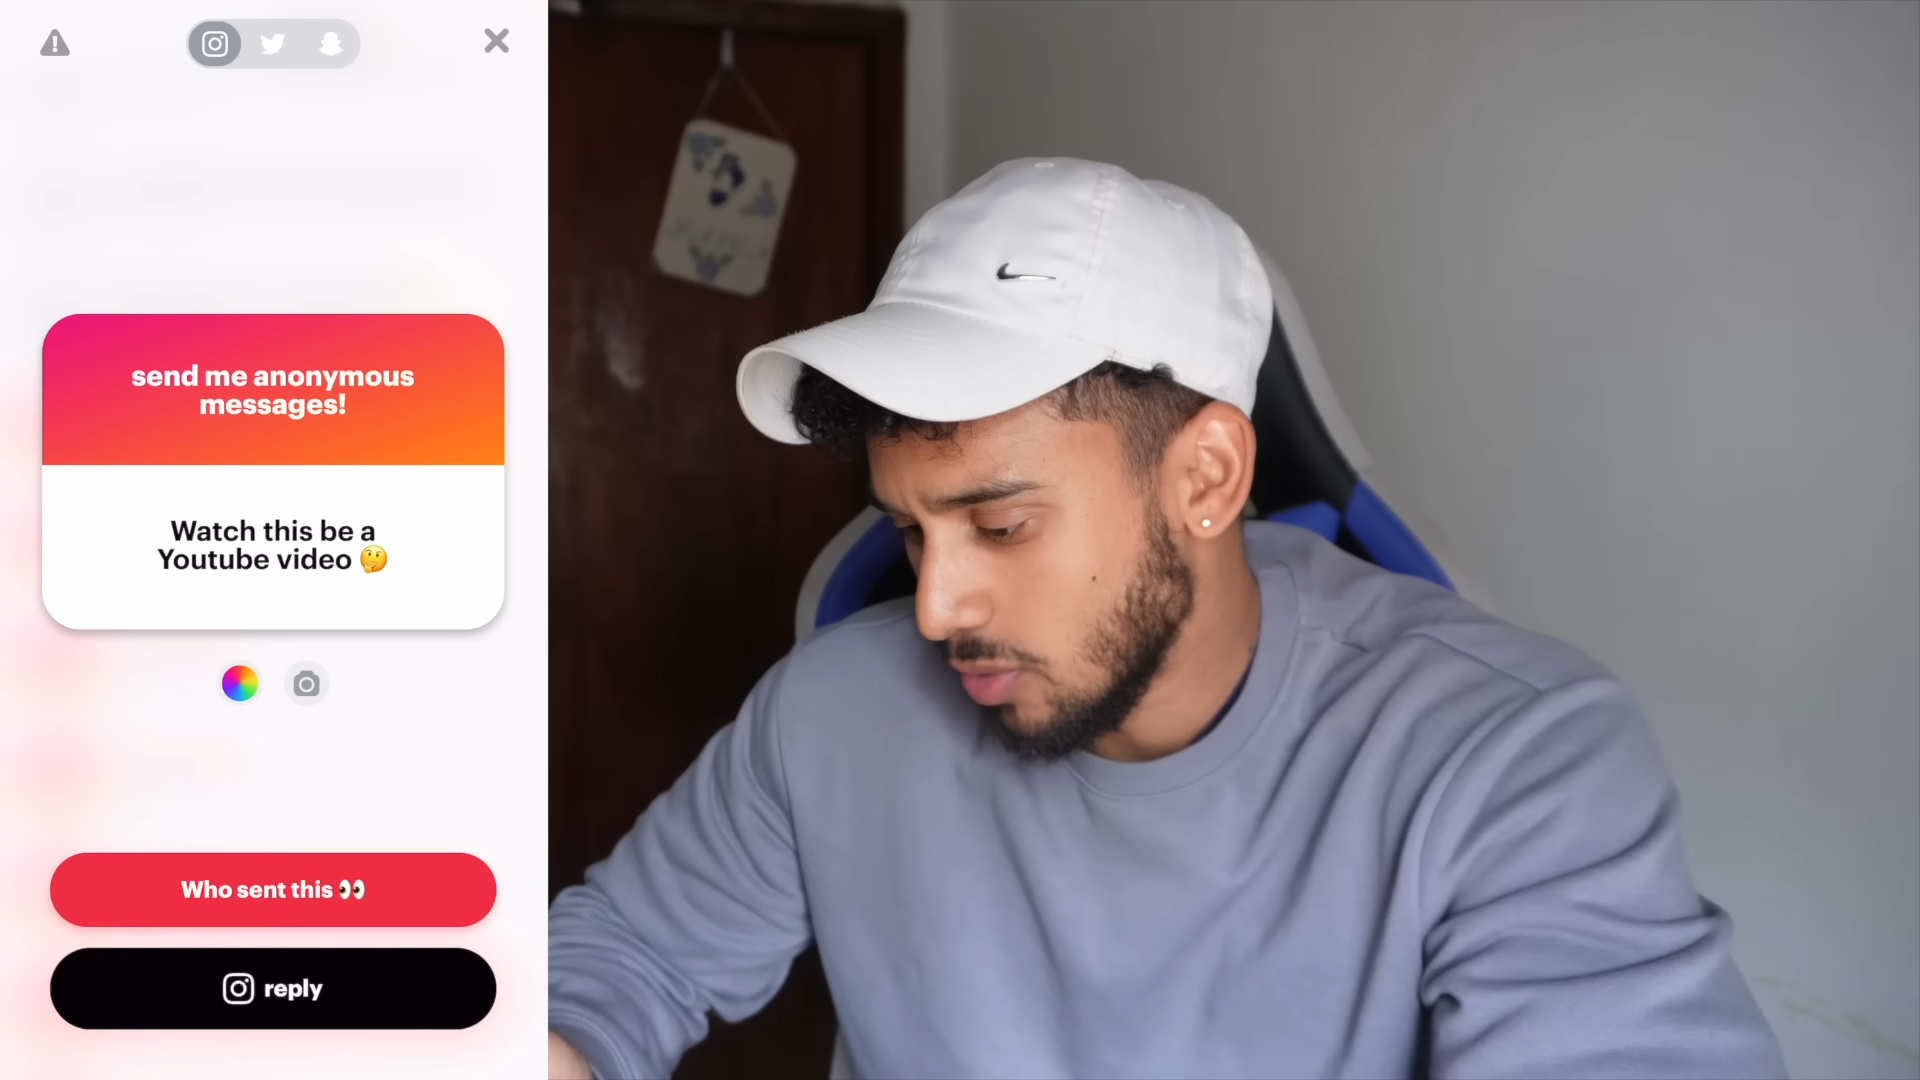 send me anonymous
messages!
Watch this be a
Youtube video 🤔
Who sent this 👀
reply